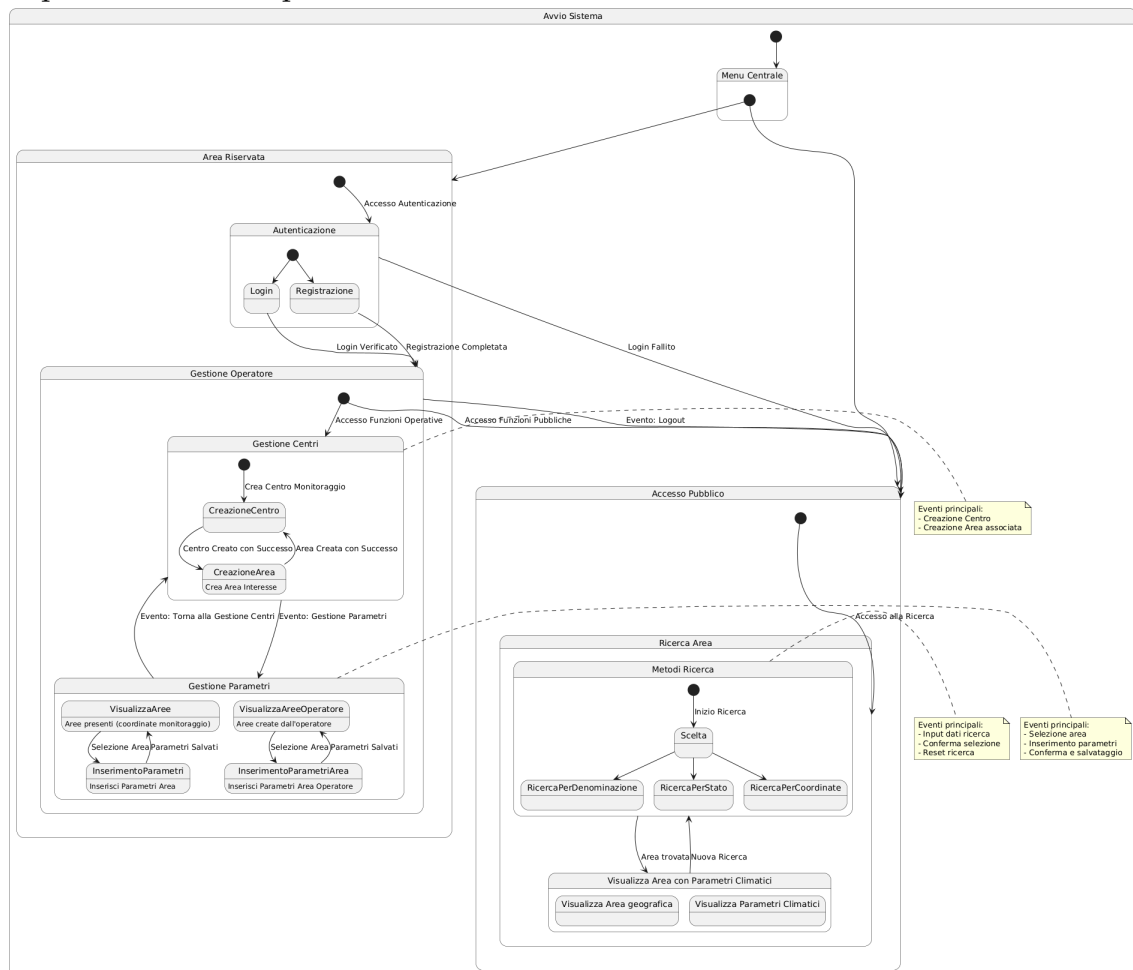 Avvio Sistema
Menu Centrale
Area Riservata
Accesso Autenticazione
Autenticazione
Login
Registrazione
Login Verificato
Registrazione Completata
Login Fallito
Gestione Operatore
Accesso Funzioni Operative
Accesso Funzioni Pubbliche
Evento: Logout
Gestione Centri
Crea Centro Monitoraggio
CreazioneCentro
Centro Creato con Successo
Area Creata con Successo
CreazioneArea
Crea Area Interesse
Evento: Torna alla Gestione Centri
Evento: Gestione Parametri
Gestione Parametri
VisualizzaAree
Aree presenti (coordinate monitoraggio)
VisualizzaAreeOperatore
Aree create dall'operatore
Selezione Area
Parametri Salvati
Selezione Area
Parametri Salvati
InserimentoParametri
Inserisci Parametri Area
InserimentoParametriArea
Inserisci Parametri Area Operatore
Accesso Pubblico
Accesso alla Ricerca
Ricerca Area
Metodi Ricerca
Inizio Ricerca
Scelta
RicercaPerDenominazione
RicercaPerStato
RicercaPerCoordinate
Area trovata
Nuova Ricerca
Visualizza Area con Parametri Climatici
Visualizza Area geografica
Visualizza Parametri Climatici
Eventi principali:
- Creazione Centro
- Creazione Area associata
Eventi principali:
- Input dati ricerca
- Conferma selezione
- Reset ricerca
Eventi principali:
- Selezione area
- Inserimento parametri
- Conferma e salvataggio